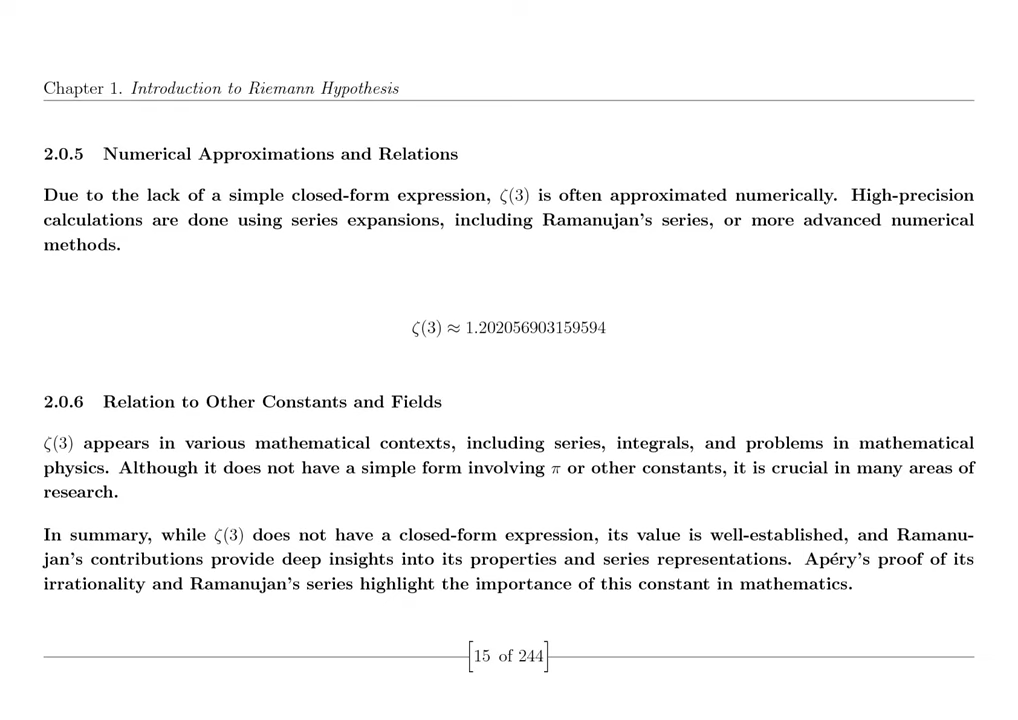 Chapter 1. Introduction to Riemann Hypothesis
2.0.5 Numerical Approximations and Relations
Due to the lack of a simple closed-form expression, ζ(3) is often approximated numerically. High-precision
calculations are done using series expansions, including Ramanujan's series, or more advanced numerical
methods.
ζ(3) ≈ 1.202056903159594
2.0.6 Relation to Other Constants and Fields
ζ(3) appears in various mathematical contexts, including series, integrals, and problems in mathematical
physics. Although it does not have a simple form involving π or other constants, it is crucial in many areas of
research.
In summary, while ζ(3) does not have a closed-form expression, its value is well-established, and Ramanu-
jan's contributions provide deep insights into its properties and series representations. Apéry's proof of its
irrationality and Ramanujan's series highlight the importance of this constant in mathematics.
[15 of 244]